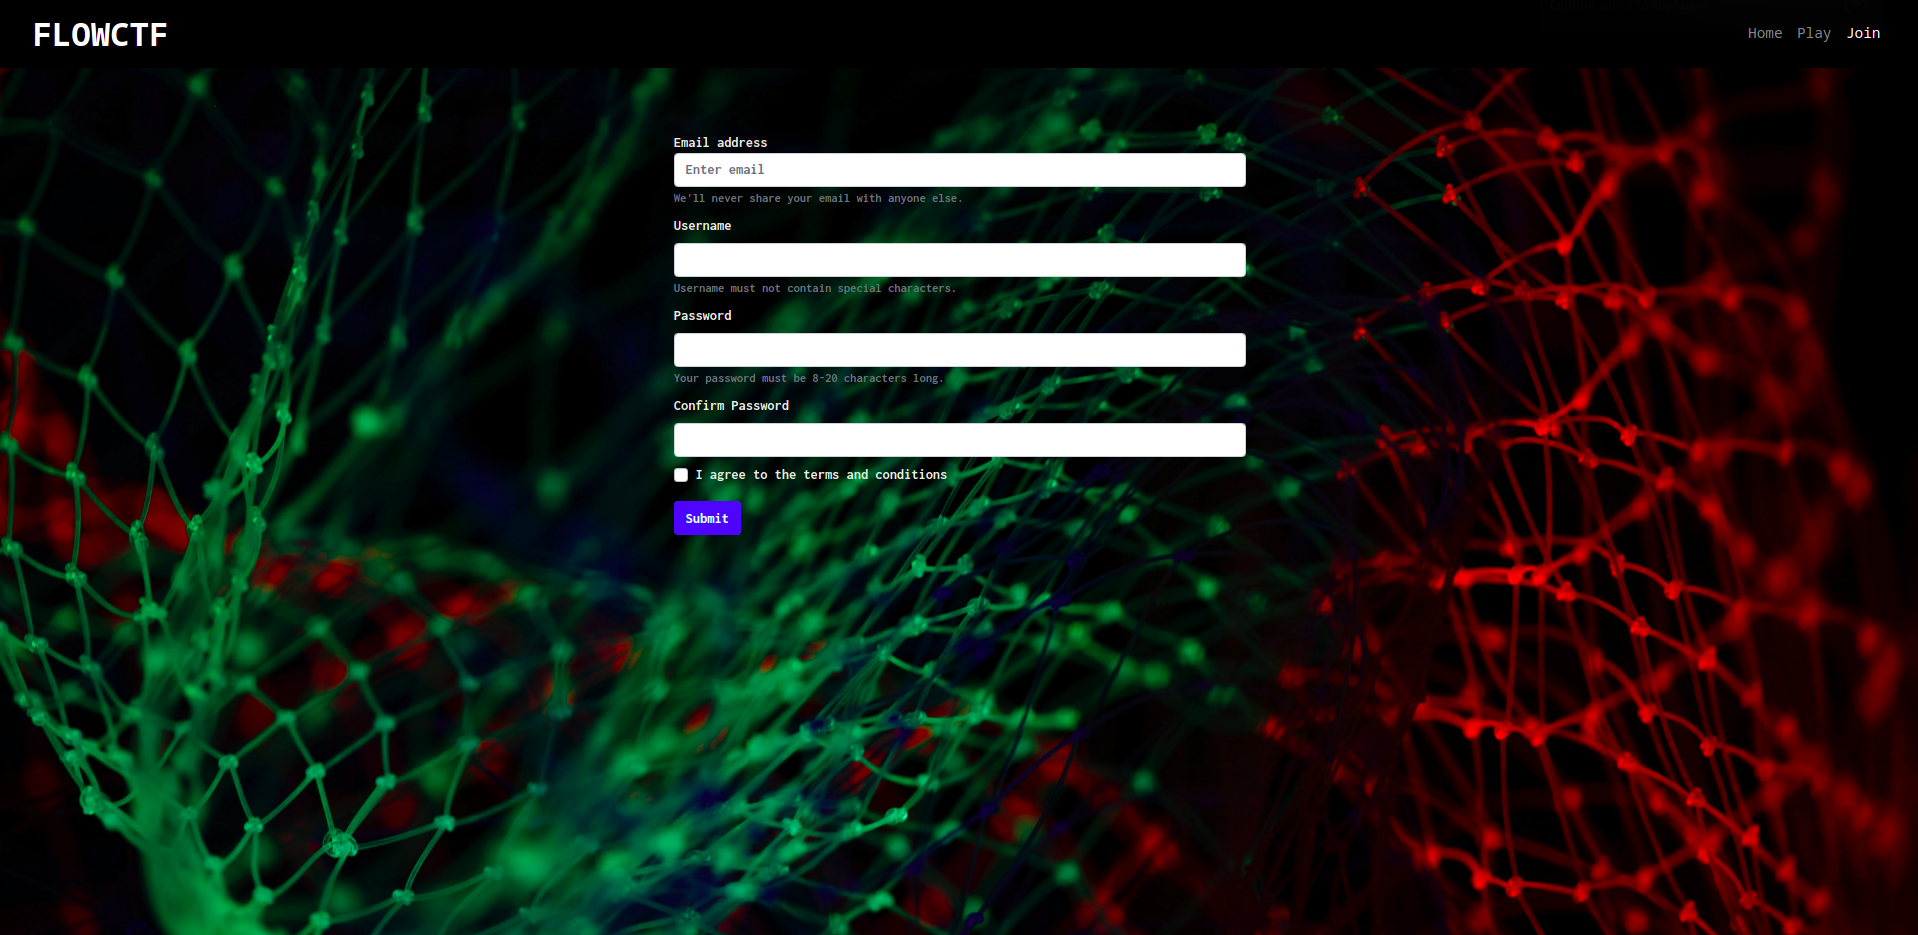 FLOWCTF
Home Play Join
Email address
Enter email
We'll never share your email with anyone else.
Username
Username must not contain special characters.
Password
Your password must be 8-20 characters long.
Confirm Password
I agree to the terms and conditions
Submit